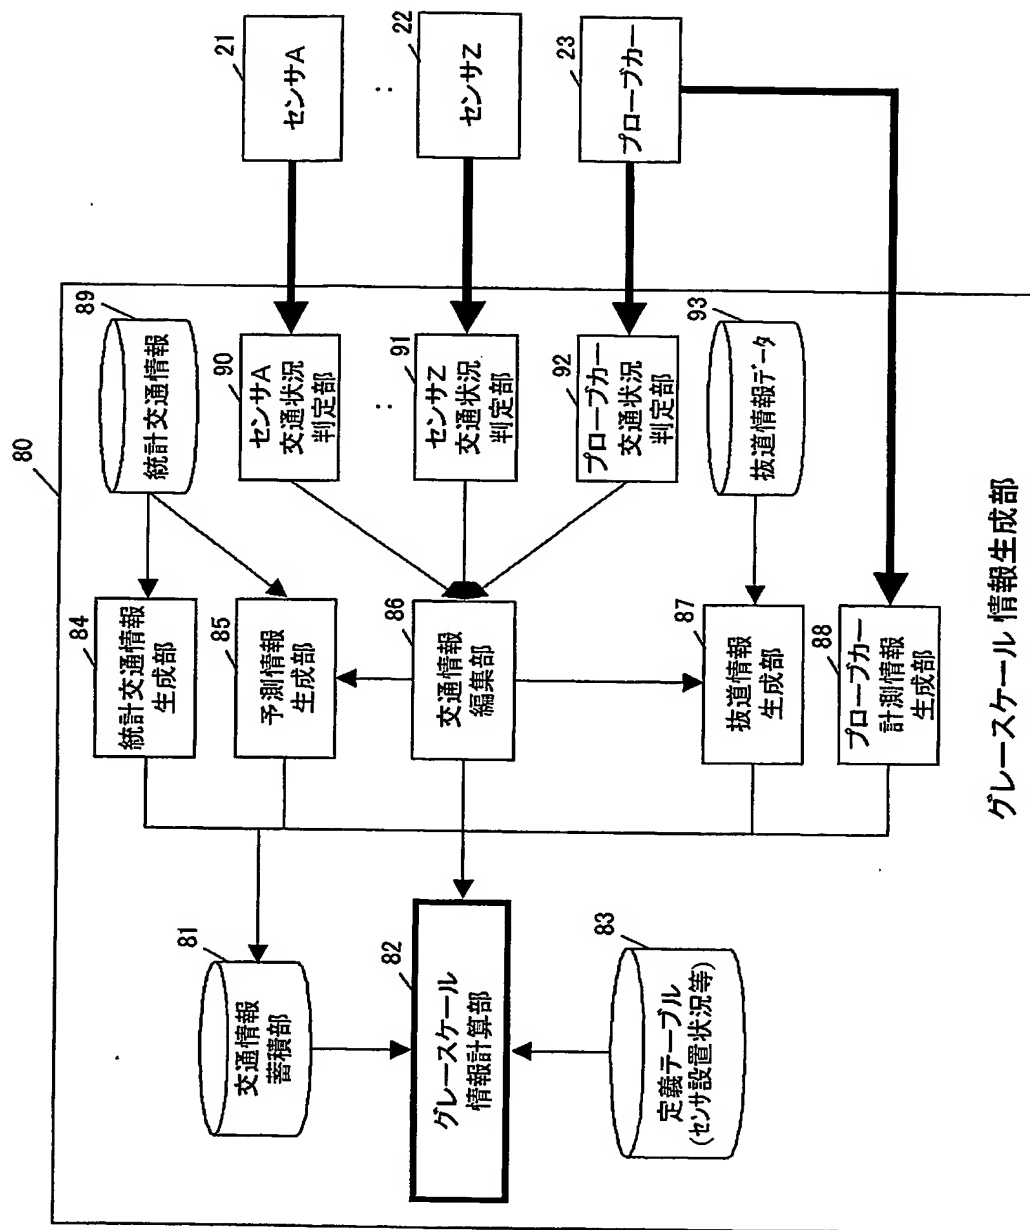 80
81
交通情報
蓄積部
82
グレースケール
情報計算部
83
定義テーブル
(センサ設置状況等)
84
統計交通情報
生成部
85
予測情報
生成部
86
交通情報
編集部
87
抜道情報
生成部
88
プローブカー
計測情報
生成部
89
統計交通情報
90
センサA
交通状況
判定部
:
91
センサZ
交通状況
判定部
92
プローブカー
交通状況
判定部
93
抜道情報データ
21
センサA
:
22
センサZ
23
プローブカー
グレースケール情報生成部